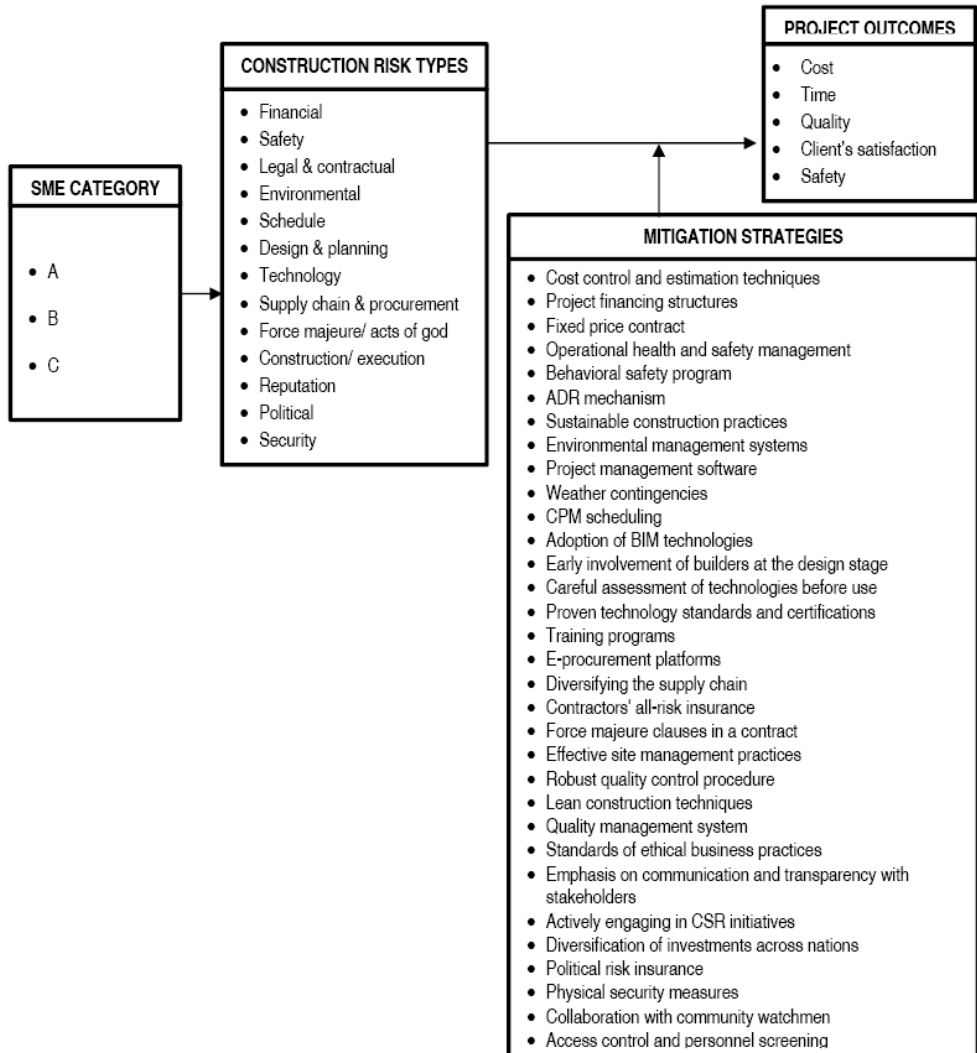 SME CATEGORY
• A
• B
• C
CONSTRUCTION RISK TYPES
• Financial
• Safety
• Legal & contractual
• Environmental
• Schedule
• Design & planning
• Technology
• Supply chain & procurement
• Force majeure/ acts of god
• Construction/ execution
• Reputation
• Political
• Security
PROJECT OUTCOMES
• Cost
• Time
• Quality
• Client's satisfaction
• Safety
MITIGATION STRATEGIES
• Cost control and estimation techniques
• Project financing structures
• Fixed price contract
• Operational health and safety management
• Behavioral safety program
• ADR mechanism
• Sustainable construction practices
• Environmental management systems
• Project management software
• Weather contingencies
• CPM scheduling
• Adoption of BIM technologies
• Early involvement of builders at the design stage
• Careful assessment of technologies before use
• Proven technology standards and certifications
• Training programs
• E-procurement platforms
• Diversifying the supply chain
• Contractors' all-risk insurance
• Force majeure clauses in a contract
• Effective site management practices
• Robust quality control procedure
• Lean construction techniques
• Quality management system
• Standards of ethical business practices
• Emphasis on communication and transparency with
stakeholders
• Actively engaging in CSR initiatives
• Diversification of investments across nations
• Political risk insurance
• Physical security measures
• Collaboration with community watchmen
• Access control and personnel screening